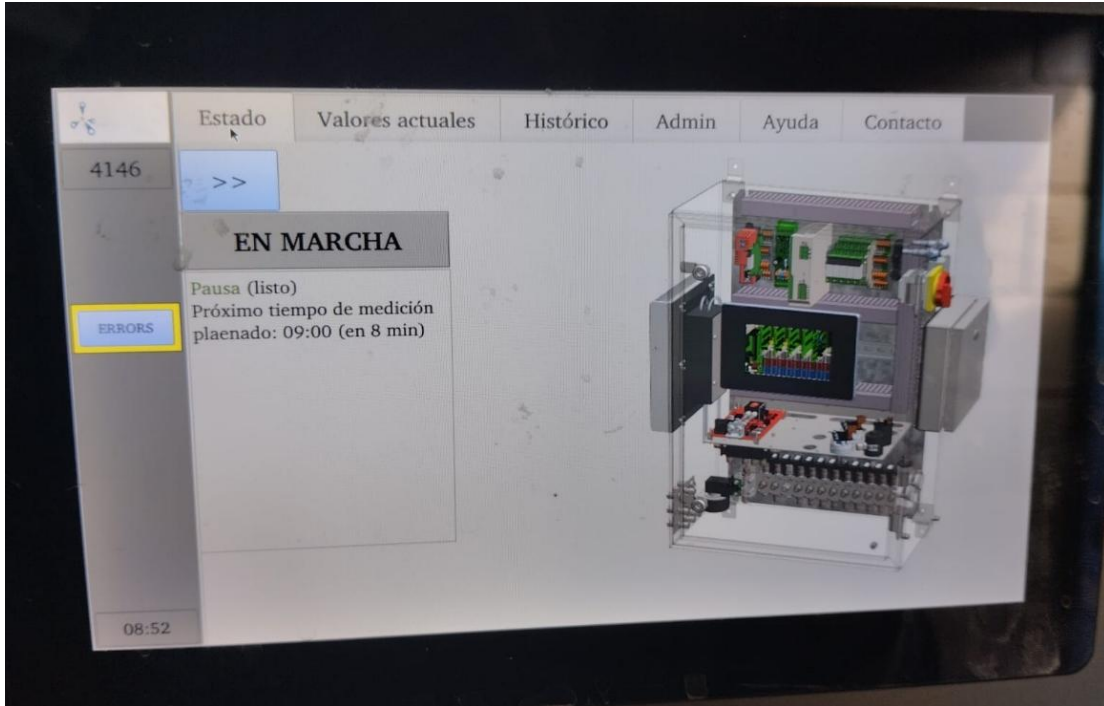 Estado Valores actuales Histórico Admin Ayuda Contacto
4146
>>
EN MARCHA
Pausa (listo)
Próximo tiempo de medición
plaenado: 09:00 (en 8 min)
ERRORS
08:52